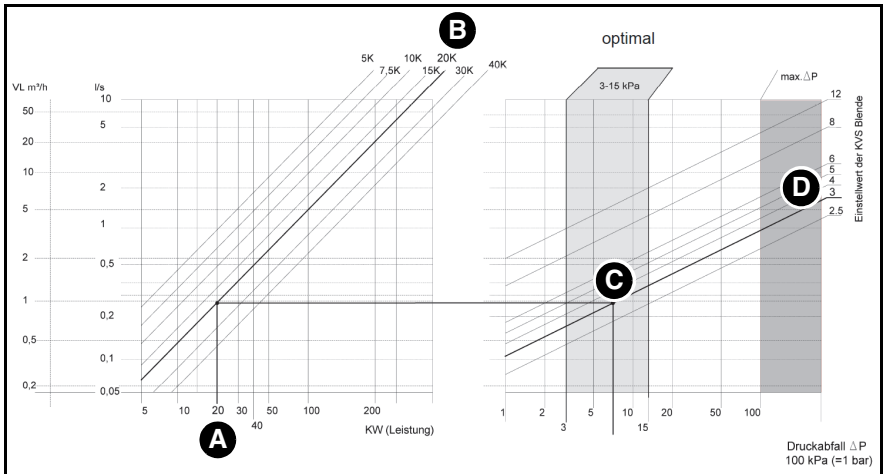 B
optimal
5K 10K 20K
7,5K 15K 30K 40K
max. Δ P
VL m³/h l/s
3-15 kPa
10
12
50
5
8
20
10
2
6
5
D
4
5
1
3
2.5
Einstellwert der KVS Blende
2
0,5
C
1
0,2
0,5
0,1
0,2
0,05
5 10 20 30 50 100 200
40
1 2 5 10 20 50 100
3 15
A
KW (Leistung)
Druckabfall Δ P
100 kPa (=1 bar)